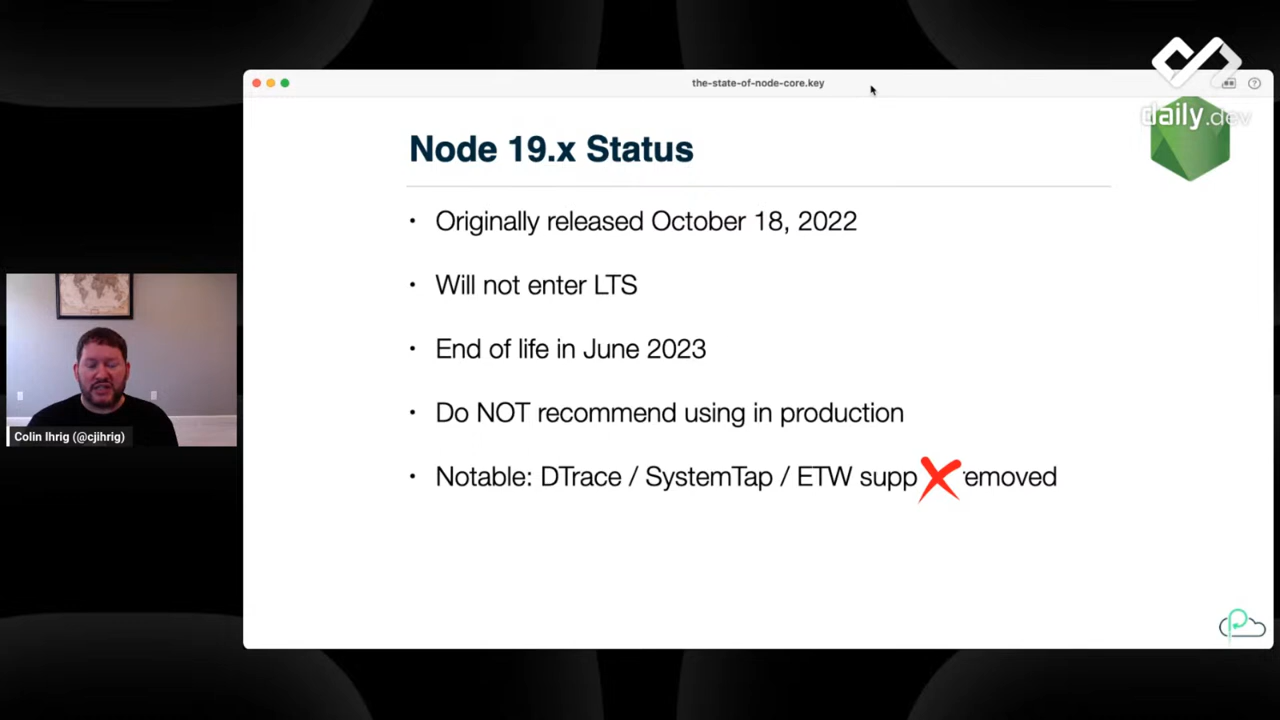 the-state-of-node-core.key
daily.dev
Node 19.x Status
• Originally released October 18, 2022
• Will not enter LTS
• End of life in June 2023
• Do NOT recommend using in production
• Notable: DTrace / SystemTap / ETW supp emoved
Colin Ihrig (@cjihrig)